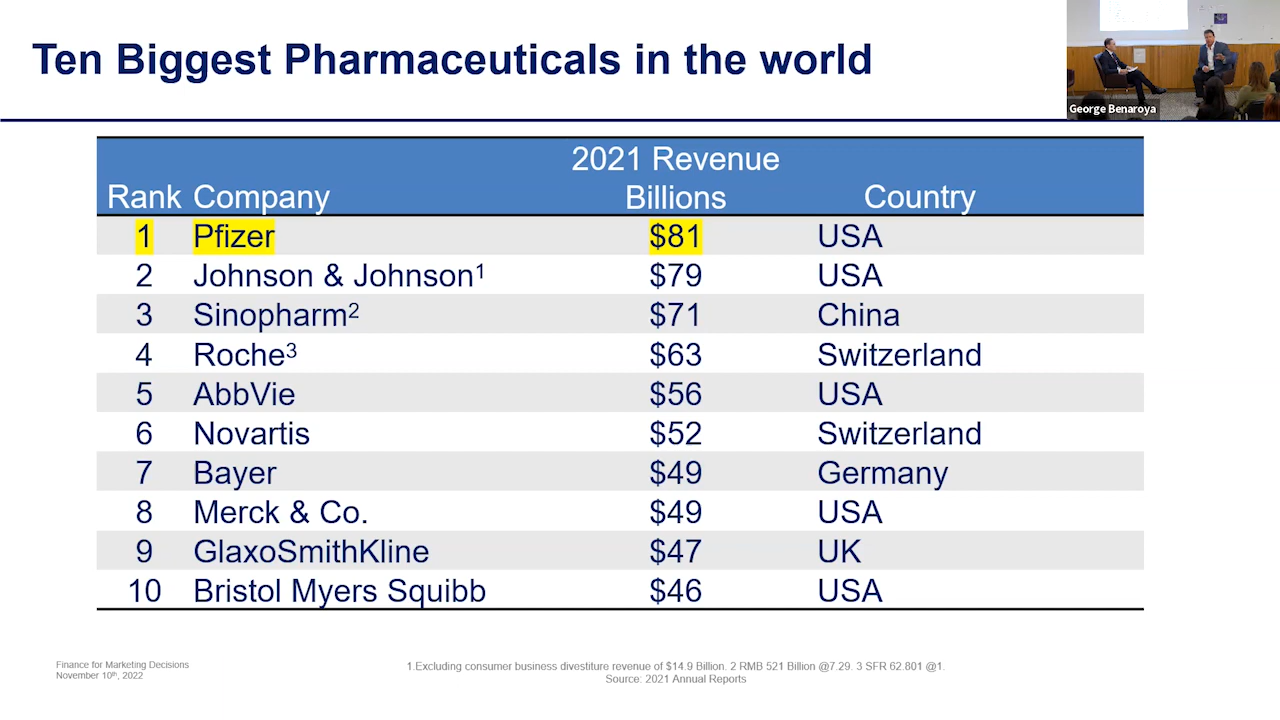 Ten Biggest Pharmaceuticals in the world
George Benaroya
2021 Revenue
Rank Company Billions Country
1 Pfizer $81 USA
2 Johnson & Johnson¹ $79 USA
3 Sinopharm² $71 China
4 Roche³ $63 Switzerland
5 AbbVie $56 USA
6 Novartis $52 Switzerland
7 Bayer $49 Germany
8 Merck & Co. $49 USA
9 GlaxoSmithKline $47 UK
10 Bristol Myers Squibb $46 USA
Finance for Marketing Decisions
November 10th, 2022
1.Excluding consumer business divestiture revenue of $14.9 Billion. 2 RMB 521 Billion @7.29. 3 SFR 62.801 @1.
Source: 2021 Annual Reports